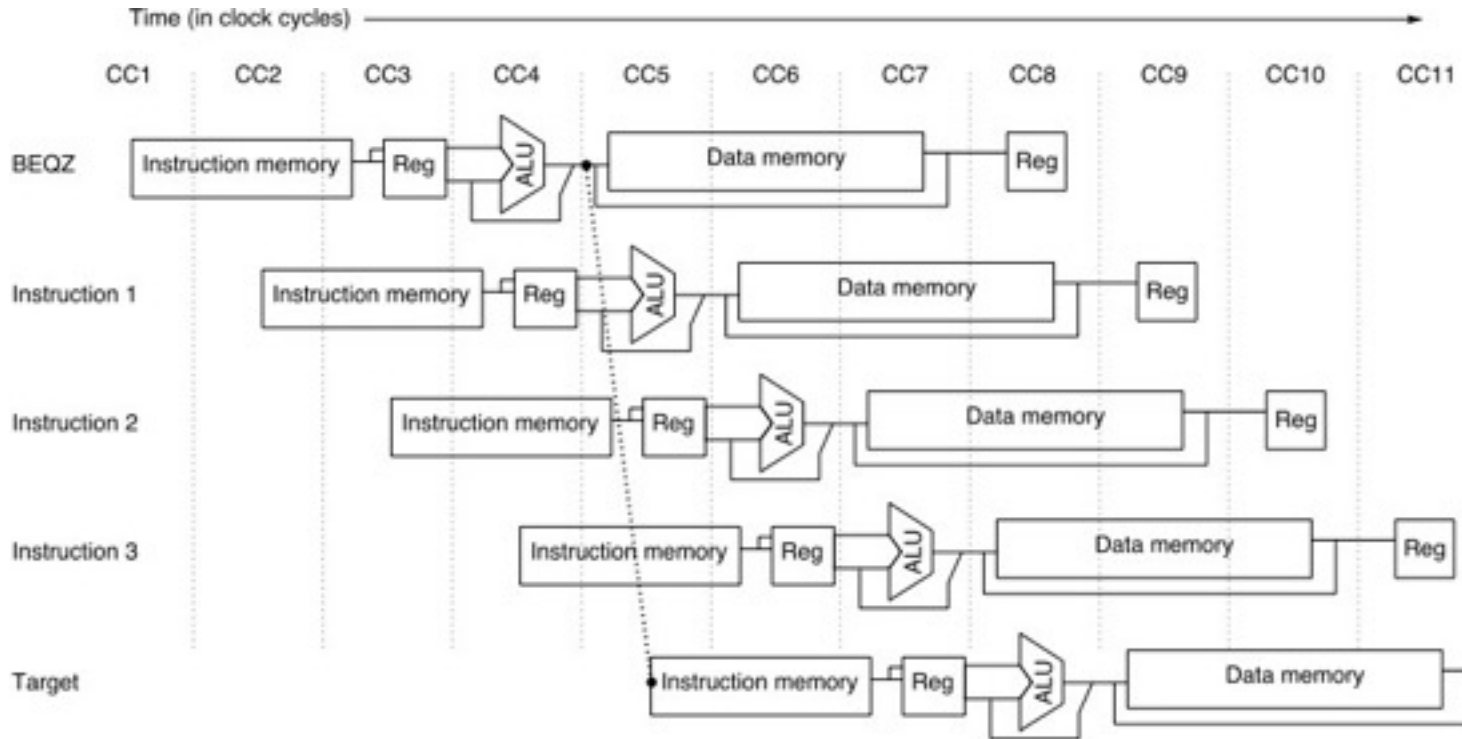 Time (in clock cycles)
CC1 CC2 CC3 CC4 CC5 CC6 CC7 CC8 CC9 CC10 CC11
BEQZ Instruction memory Reg ALU Data memory Reg
Instruction 1 Instruction memory Reg ALU Data memory Reg
Instruction 2 Instruction memory Reg ALU Data memory Reg
Instruction 3 Instruction memory Reg ALU Data memory Reg
Target Instruction memory Reg ALU Data memory